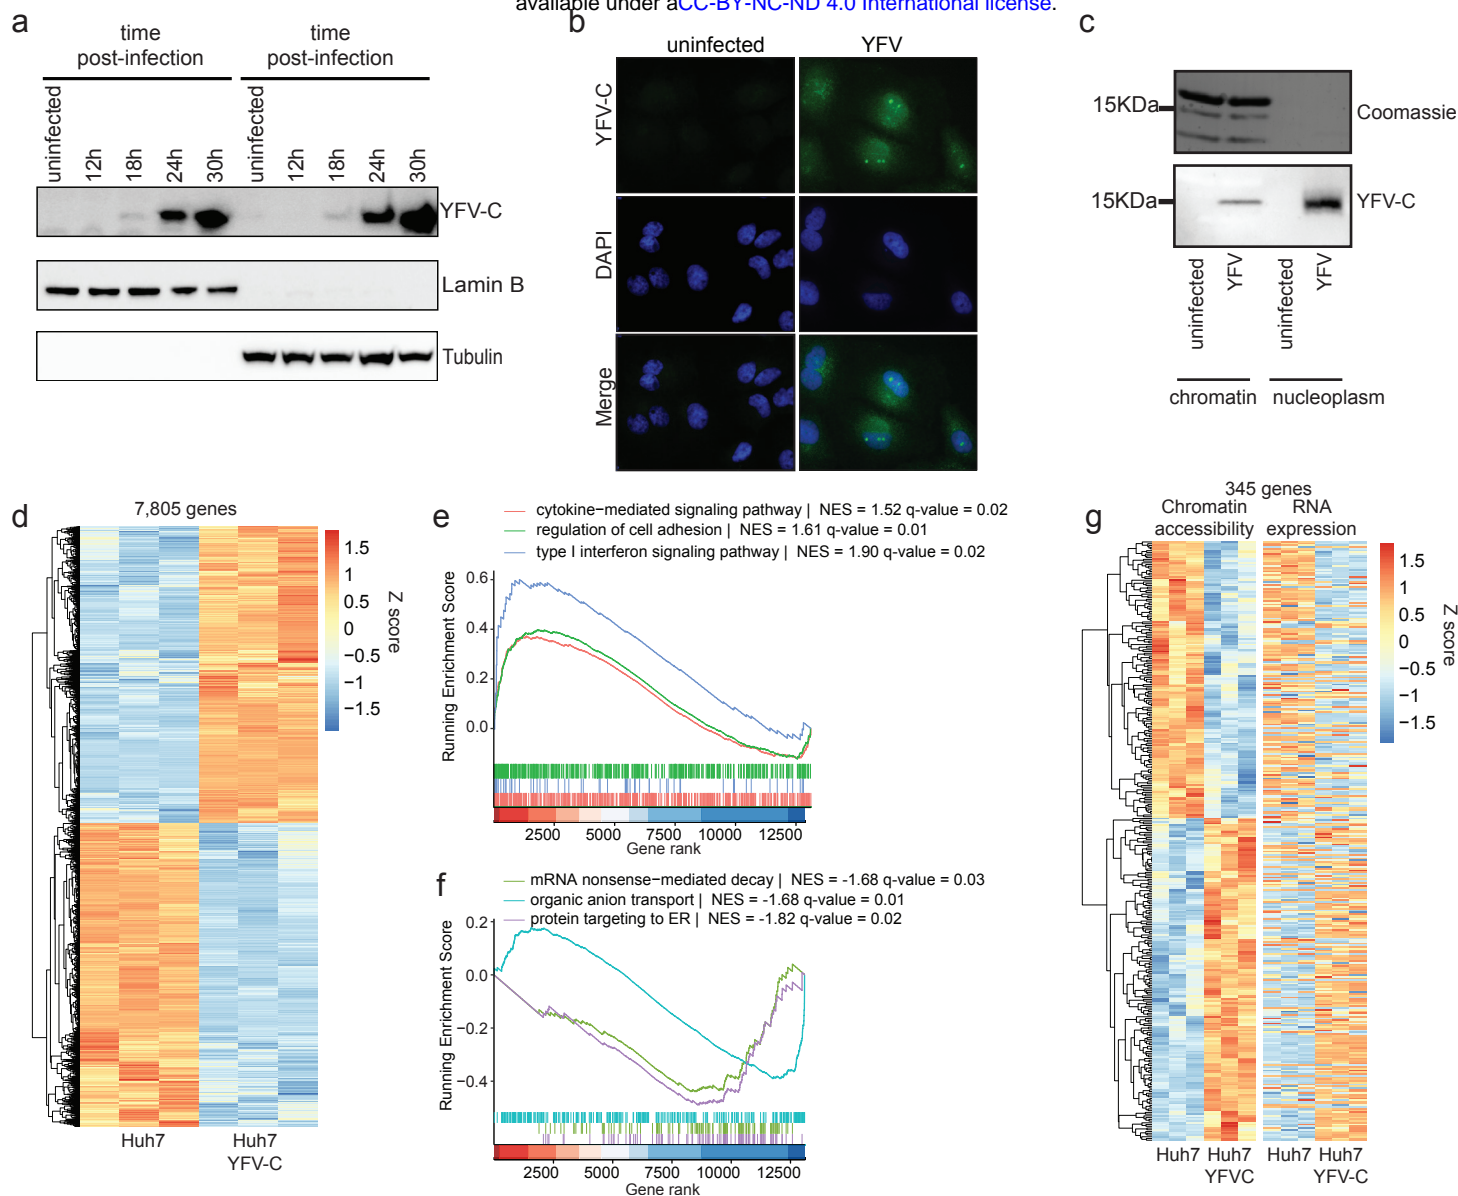 available under aCC-BY-NC-ND 4.0 International license.
a
time
post-infection
time
post-infection
uninfected
12h
18h
24h
30h
uninfected
12h
18h
24h
30h
YFV-C
Lamin B
Tubulin
b
uninfected
YFV
YFV-C
DAPI
Merge
c
15KDa
Coomassie
15KDa
YFV-C
uninfected
YFV
uninfected
YFV
chromatin
nucleoplasm
d
7,805 genes
1.5
1
0.5
0
−0.5
−1
−1.5
Z score
Huh7
Huh7
YFV-C
e
cytokine−mediated signaling pathway | NES = 1.52 q-value = 0.02
regulation of cell adhesion | NES = 1.61 q-value = 0.01
type I interferon signaling pathway | NES = 1.90 q-value = 0.02
Running Enrichment Score
0.6
0.4
0.2
0.0
2500
5000
7500
10000
12500
Gene rank
f
mRNA nonsense−mediated decay | NES = -1.68 q-value = 0.03
organic anion transport | NES = -1.68 q-value = 0.01
protein targeting to ER | NES = -1.82 q-value = 0.02
Running Enrichment Score
0.2
0.0
−0.2
−0.4
2500
5000
7500
10000
12500
Gene rank
g
345 genes
Chromatin
accessibility
RNA
expression
1.5
1
0.5
0
−0.5
−1
−1.5
Z score
Huh7
Huh7
YFVC
Huh7
Huh7
YFV-C